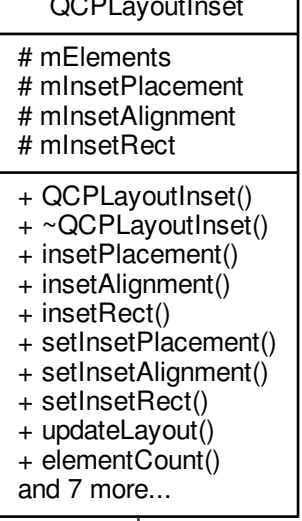 QCPLayoutInset
# mElements
# mInsetPlacement
# mInsetAlignment
# mInsetRect
+ QCPLayoutInset()
+ ~QCPLayoutInset()
+ insetPlacement()
+ insetAlignment()
+ insetRect()
+ setInsetPlacement()
+ setInsetAlignment()
+ setInsetRect()
+ updateLayout()
+ elementCount()
and 7 more...